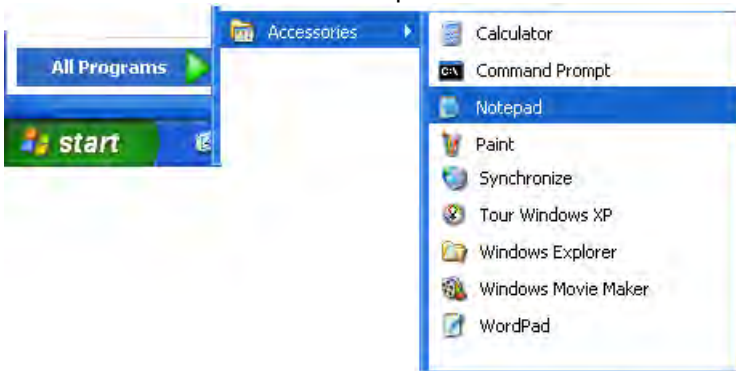 Accessories
Calculator
All Programs
Command Prompt
Notepad
start
Paint
Synchronize
Tour Windows XP
Windows Explorer
Windows Movie Maker
WordPad